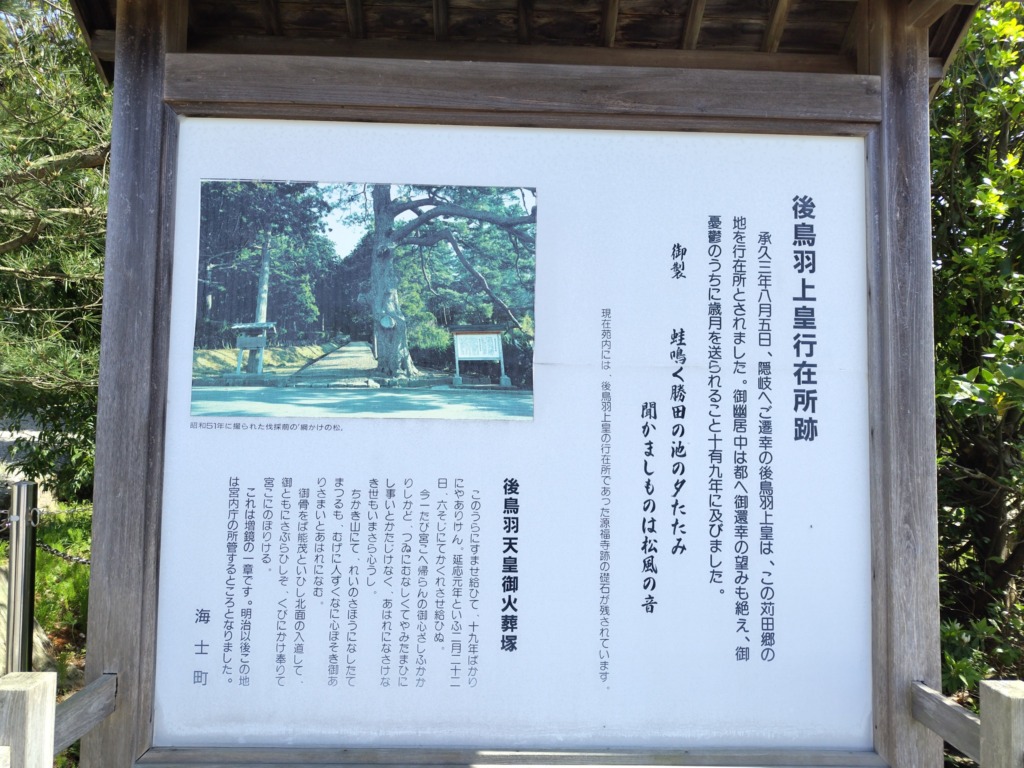 後鳥羽上皇行在所跡
承久三年八月五日、隠岐へご遷幸の後鳥羽上皇は、この苅田郷の
地を行在所とされました。御幽居中は都へ御還幸の望みも絶え、御
憂鬱のうちに歳月を送られること十有九年に及びました。
御製　蛙鳴く勝田の池の夕たたみ
聞かましものは松風の音
現在苑内には、後鳥羽上皇の行在所であった源福寺跡の礎石が残されています。
昭和51年に撮られた伐採前の"綱かけの松。
後鳥羽天皇御火葬塚
このうらにすませ給ひて、十九年ばかり
にやありけん。延応元年といふ二月二十二
日、六そじにてかくれさせ給ひぬ。
今一たび宮こへ帰らんの御心ざしふかか
りしかど、つゐにむなしくてやみたまひに
し事いとかたじけなく、あはれになさけな
き世もいまさら心うし。
ちかき山にて、れいのさほうになしたて
まつるも、むげに人ずくなに心ぼそき御あ
りさまいとあはれになむ。
御骨をば能茂といひし北面の入道して、
御ともにさぶらひしぞ、くびにかけ奉りて
宮こにのぼりける。
これは増鏡の一章です。明治以後この地
は宮内庁の所管するところとなりました。
海士町